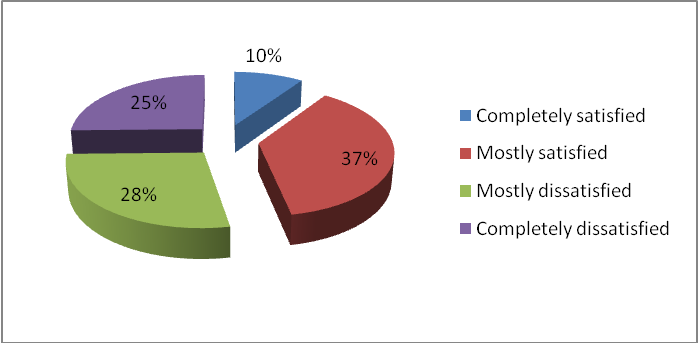 10%
37%
28%
25%
Completely satisfied
Mostly satisfied
Mostly dissatisfied
Completely dissatisfied